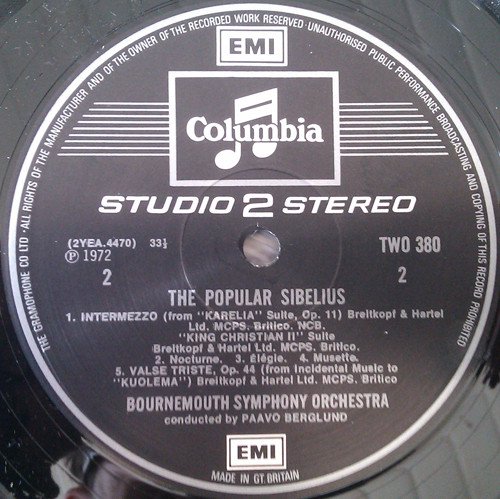 THE GRAMOPHONE CO LTD · ALL RIGHTS OF THE MANUFACTURER AND OF THE OWNER OF THE RECORDED WORK RESERVED · UNAUTHORISED PUBLIC PERFORMANCE BROADCASTING AND COPYING OF THIS RECORD PROHIBITED
EMI
Columbia
STUDIO 2 STEREO
(2YEA.4470) 33⅓
TWO 380
Ⓟ 1972
2
2
THE POPULAR SIBELIUS
1. INTERMEZZO (from "KARELIA" Suite, Op. 11) Breitkopf & Hartel
Ltd. MCPS. Britico. NCB.
"KING CHRISTIAN II" Suite
Breitkopf & Hartel Ltd. MCPS. Britico.
2. Nocturne. 3. Élégie. 4. Musette.
5. VALSE TRISTE, Op. 44 (from Incidental Music to
"KUOLEMA") Breitkopf & Hartel Ltd. MCPS. Britico
BOURNEMOUTH SYMPHONY ORCHESTRA
conducted by PAAVO BERGLUND
EMI
MADE IN GT. BRITAIN